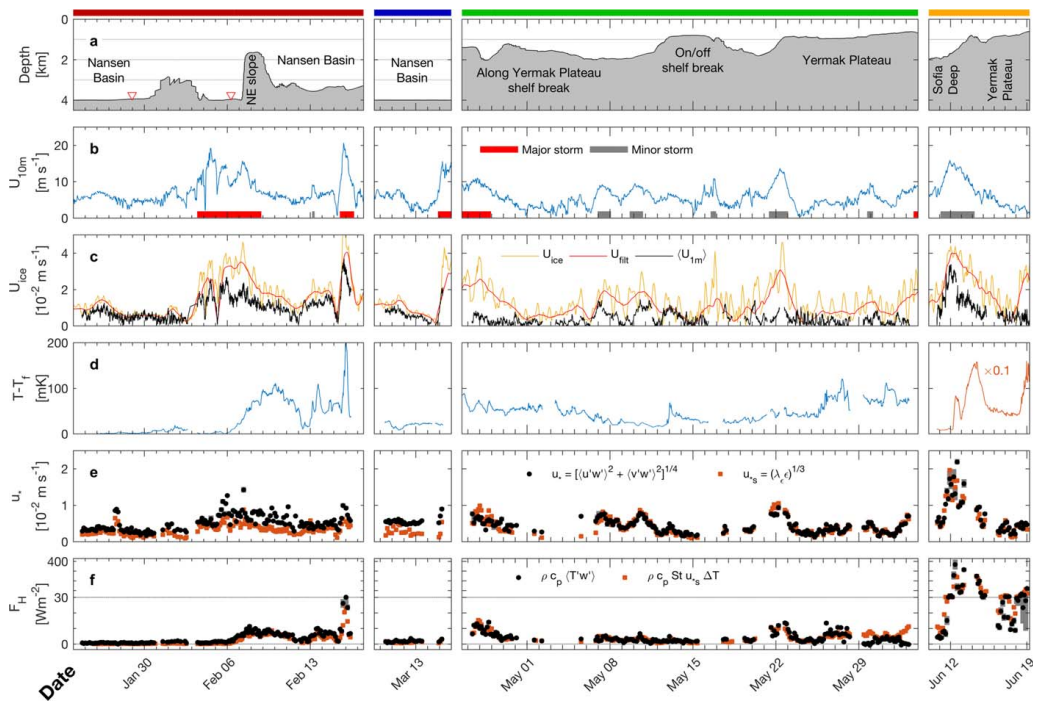 0
2
4
Depth
[km]
a
Nansen
Basin
NE slope
Nansen Basin
Nansen
Basin
Along Yermak Plateau
shelf break
On/off
shelf break
Yermak Plateau
Sofia
Deep
Yermak
Plateau
20
10
0
U10m
[m s-1]
b
Major storm
Minor storm
4
2
0
Uice
[10-2 m s-1]
c
Uice
Ufilt
⟨U1m⟩
200
100
0
T-Tf
[mK]
d
×0.1
2
1
0
u*
[10-2 m s-1]
e
u* = [⟨u'w'⟩2 + ⟨v'w'⟩2]1/4
u*s = (λϵ ϵ)1/3
400
30
0
FH
[Wm-2]
f
ρ cp ⟨T'w'⟩
ρ cp St u*s ΔT
Date
Jan 30
Feb 06
Feb 13
Mar 13
May 01
May 08
May 15
May 22
May 29
Jun 12
Jun 19